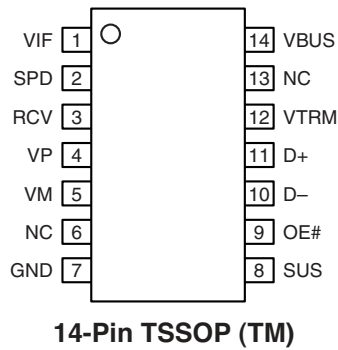 VIF 1 14 VBUS
SPD 2 13 NC
RCV 3 12 VTRM
VP 4 11 D+
VM 5 10 D–
NC 6 9 OE#
GND 7 8 SUS
14-Pin TSSOP (TM)